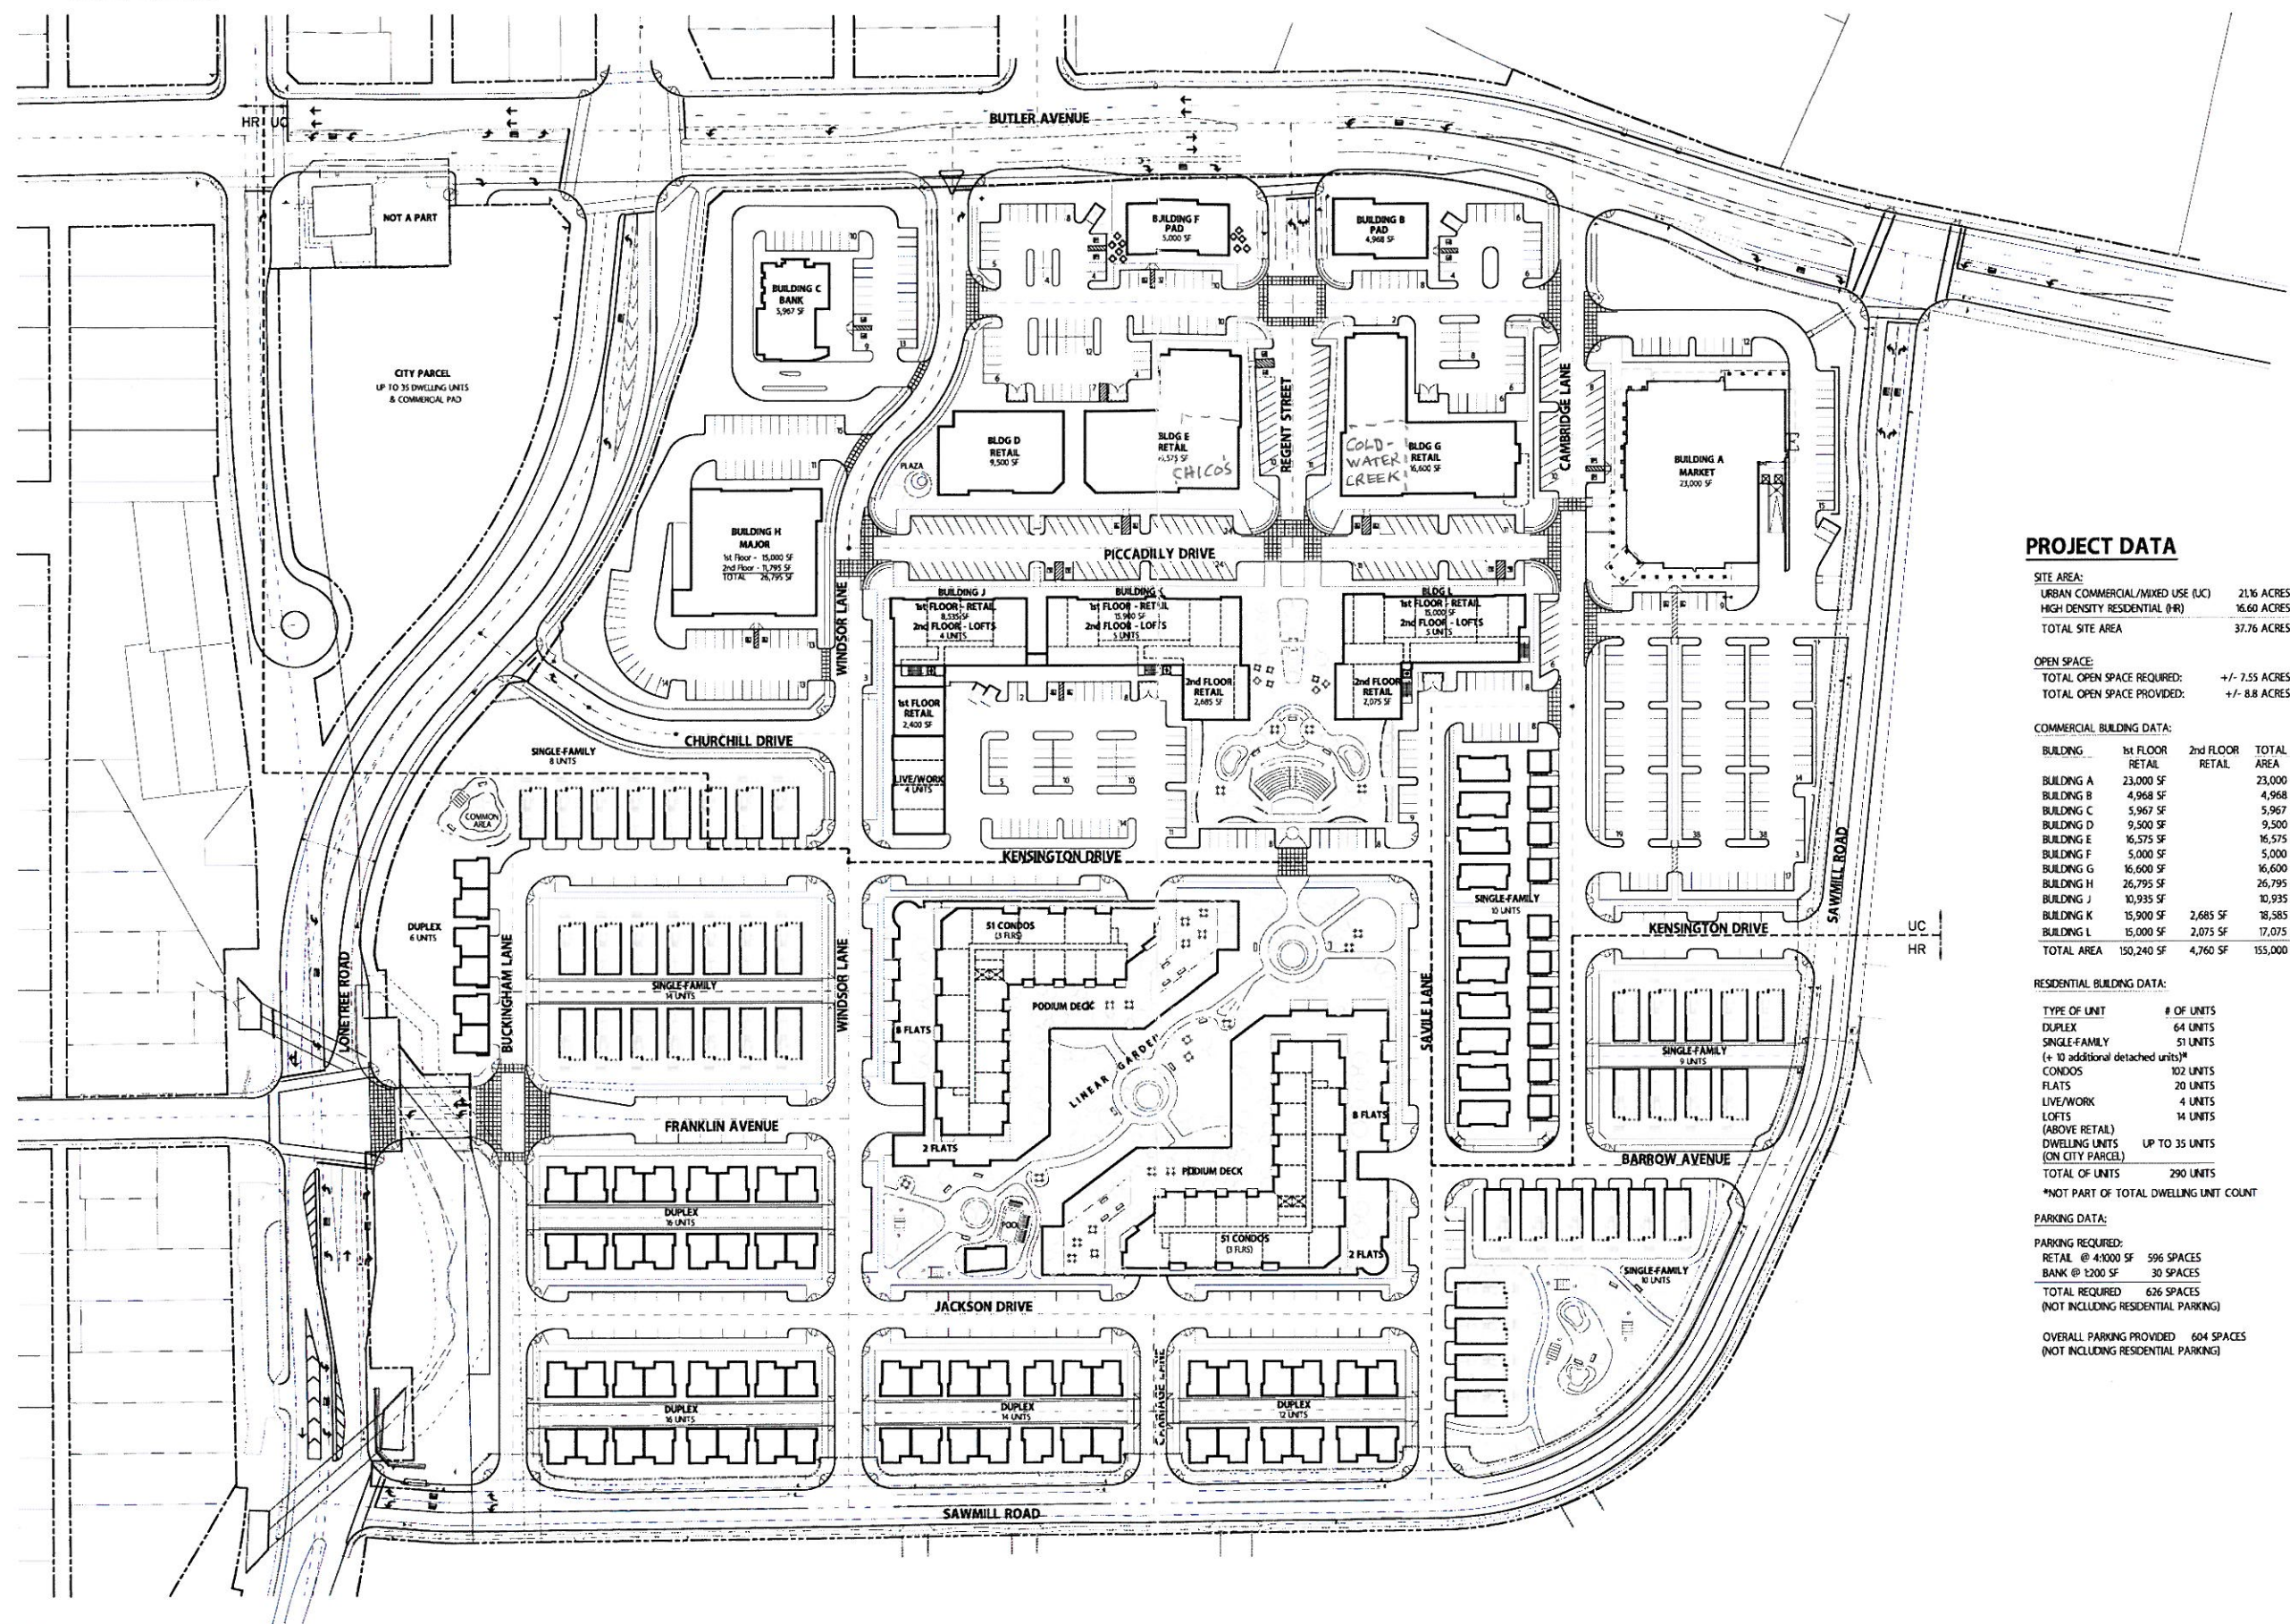 BUTLER AVENUE
HR UC
NOT A PART
BUILDING F
PAD
5,000 SF
BUILDING B
PAD
4,968 SF
BUILDING C
BANK
5,967 SF
CITY PARCEL
UP TO 35 DWELLING UNITS
& COMMERCIAL PAD
REGENT STREET
CAMBRIDGE LANE
BLDG D
RETAIL
9,500 SF
BLDG E
RETAIL
CHICO'S
COLD-
WATER
CREEK
BLDG G
RETAIL
16,600 SF
BUILDING A
MARKET
23,000 SF
PLAZA
BUILDING H
MAJOR
1st Floor - 15,000 SF
2nd Floor - 11,795 SF
TOTAL 26,795 SF
PICCADILLY DRIVE
WINDSOR LANE
BUILDING J
1st FLOOR - RETAIL
8,535 SF
2nd FLOOR - LOFTS
4 UNITS
BUILDING K
1st FLOOR - RETAIL
15,900 SF
2nd FLOOR - LOFTS
5 UNITS
BLDG L
1st FLOOR - RETAIL
15,000 SF
2nd FLOOR - LOFTS
5 UNITS
2nd FLOOR
RETAIL
2,685 SF
2nd FLOOR
RETAIL
2,075 SF
1st FLOOR
RETAIL
2,400 SF
LIVE/WORK
4 UNITS
CHURCHILL DRIVE
SINGLE-FAMILY
8 UNITS
COMMON
AREA
KENSINGTON DRIVE
SINGLE-FAMILY
10 UNITS
SAWMILL ROAD
KENSINGTON DRIVE
UC
HR
DUPLEX
6 UNITS
BUCKINGHAM LANE
LONETREE ROAD
SINGLE-FAMILY
14 UNITS
WINDSOR LANE
51 CONDOS
(3 FLRS)
PODIUM DECK
8 FLATS
LINEAR GARDEN
SAVILE LANE
SINGLE-FAMILY
9 UNITS
8 FLATS
FRANKLIN AVENUE
2 FLATS
PODIUM DECK
BARROW AVENUE
DUPLEX
16 UNITS
POOL
51 CONDOS
(3 FLRS)
2 FLATS
SINGLE-FAMILY
10 UNITS
JACKSON DRIVE
CARRIAGE LANE
DUPLEX
16 UNITS
DUPLEX
14 UNITS
DUPLEX
12 UNITS
SAWMILL ROAD
PROJECT DATA
SITE AREA:
URBAN COMMERCIAL/MIXED USE (UC) 21.16 ACRES
HIGH DENSITY RESIDENTIAL (HR) 16.60 ACRES
TOTAL SITE AREA 37.76 ACRES
OPEN SPACE:
TOTAL OPEN SPACE REQUIRED: +/- 7.55 ACRES
TOTAL OPEN SPACE PROVIDED: +/- 8.8 ACRES
COMMERCIAL BUILDING DATA:
BUILDING 1st FLOOR 2nd FLOOR TOTAL
RETAIL RETAIL AREA
BUILDING A 23,000 SF 23,000
BUILDING B 4,968 SF 4,968
BUILDING C 5,967 SF 5,967
BUILDING D 9,500 SF 9,500
BUILDING E 16,575 SF 16,575
BUILDING F 5,000 SF 5,000
BUILDING G 16,600 SF 16,600
BUILDING H 26,795 SF 26,795
BUILDING J 10,935 SF 10,935
BUILDING K 15,900 SF 2,685 SF 18,585
BUILDING L 15,000 SF 2,075 SF 17,075
TOTAL AREA 150,240 SF 4,760 SF 155,000
RESIDENTIAL BUILDING DATA:
TYPE OF UNIT # OF UNITS
DUPLEX 64 UNITS
SINGLE-FAMILY 51 UNITS
(+ 10 additional detached units)*
CONDOS 102 UNITS
FLATS 20 UNITS
LIVE/WORK 4 UNITS
LOFTS 14 UNITS
(ABOVE RETAIL)
DWELLING UNITS UP TO 35 UNITS
(ON CITY PARCEL)
TOTAL OF UNITS 290 UNITS
*NOT PART OF TOTAL DWELLING UNIT COUNT
PARKING DATA:
PARKING REQUIRED:
RETAIL @ 4:1000 SF 596 SPACES
BANK @ 1:200 SF 30 SPACES
TOTAL REQUIRED 626 SPACES
(NOT INCLUDING RESIDENTIAL PARKING)
OVERALL PARKING PROVIDED 604 SPACES
(NOT INCLUDING RESIDENTIAL PARKING)